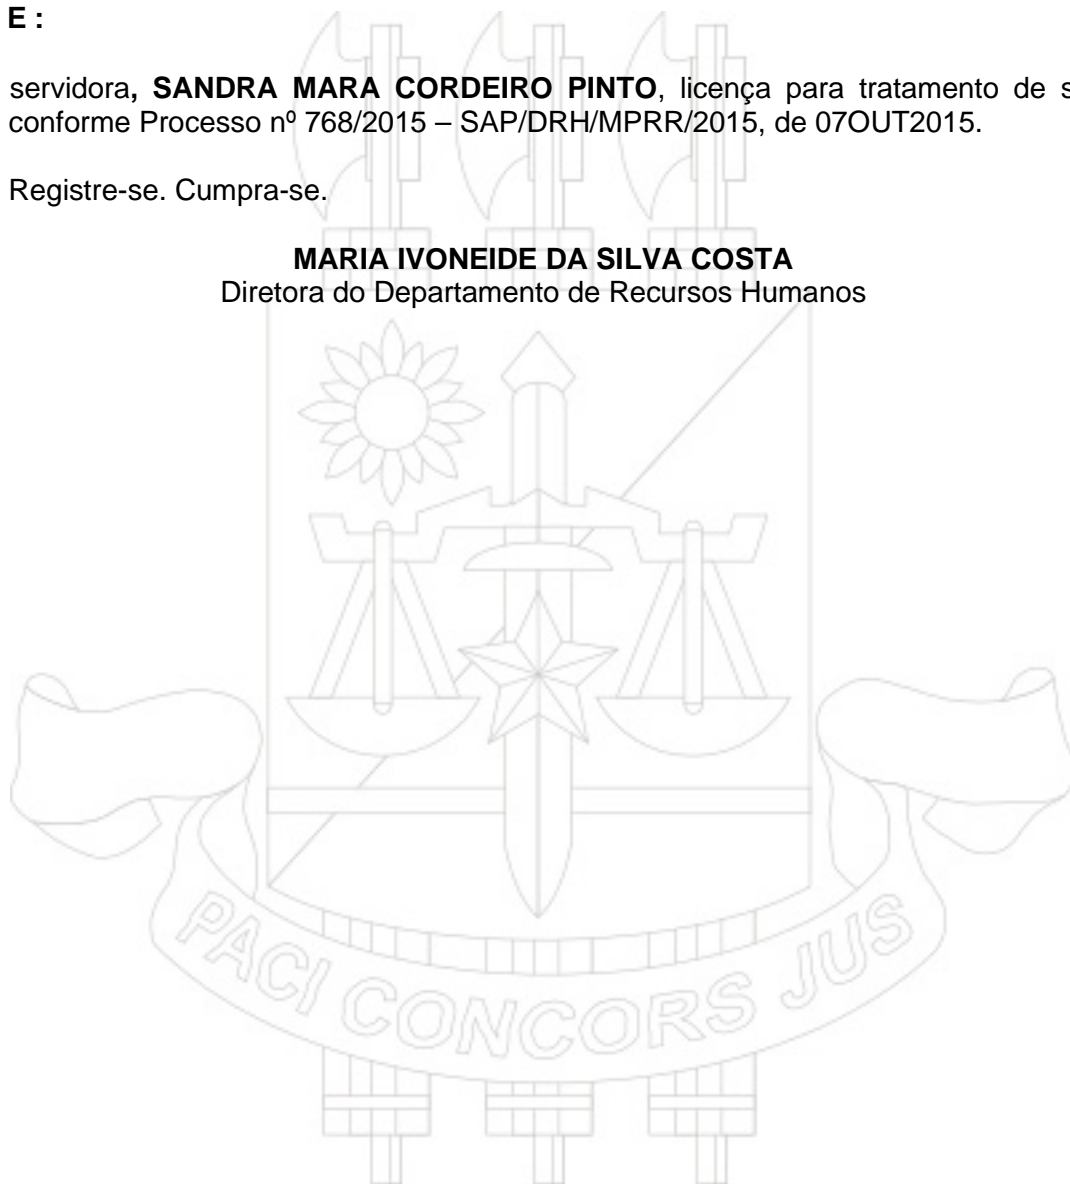 E :
servidora, SANDRA MARA CORDEIRO PINTO, licença para tratamento de s
conforme Processo nº 768/2015 – SAP/DRH/MPRR/2015, de 07OUT2015.
Registre-se. Cumpra-se.
MARIA IVONEIDE DA SILVA COSTA
Diretora do Departamento de Recursos Humanos
PACI CONCORS JUS